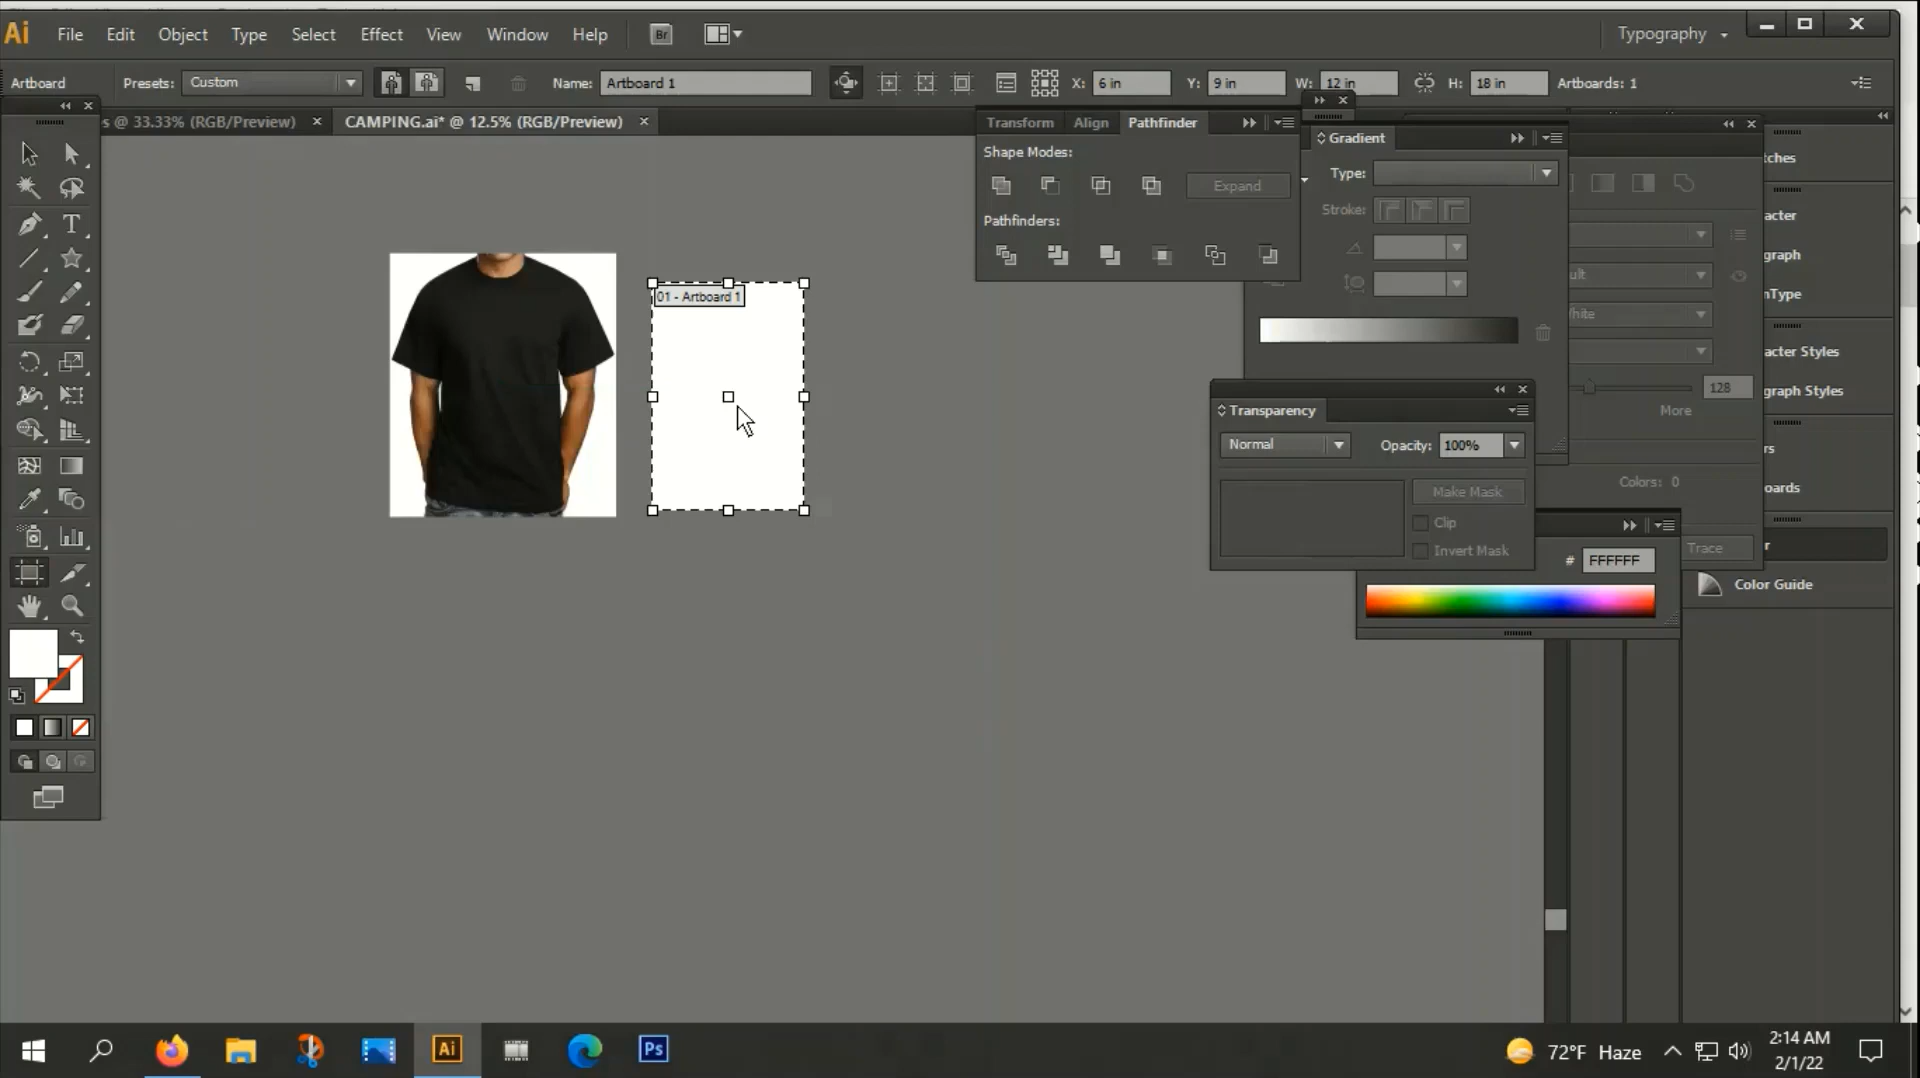 Ai File Edit Object Type Select Effect View Window Help Br Typography
Artboard Presets: Custom Name: Artboard 1 X: 6 in Y: 9 in W: 12 in H: 18 in Artboards: 1
s @ 33.33% (RGB/Preview) CAMPING.ai* @ 12.5% (RGB/Preview)
Transform Align Pathfinder
Gradient
Shape Modes:
Expand
Type:
Stroke:
Pathfinders:
01 - Artboard 1
tches
acter
graph
nType
acter Styles
graph Styles
ult
hite
128
More
Colors: 0
Trace
rs
oards
r
Transparency
Normal Opacity: 100%
Make Mask
Clip
Invert Mask
# FFFFFF
Color Guide
T
Ai Ps
72°F Haze
2:14 AM
2/1/22